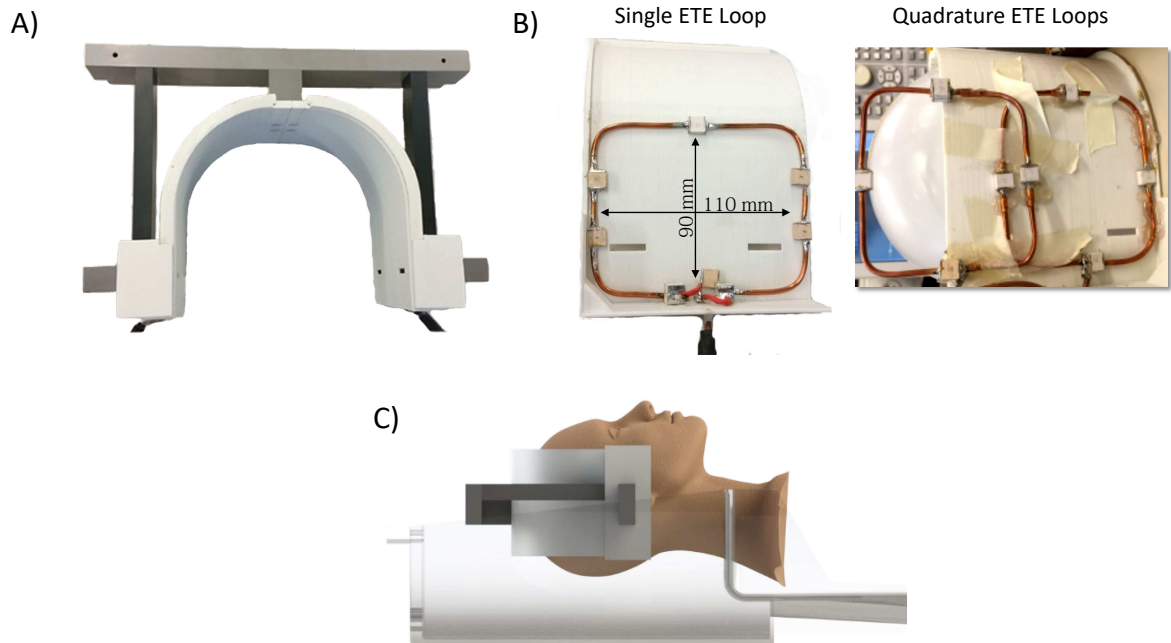 A)
B)
Single ETE Loop
Quadrature ETE Loops
90 mm
110 mm
C)